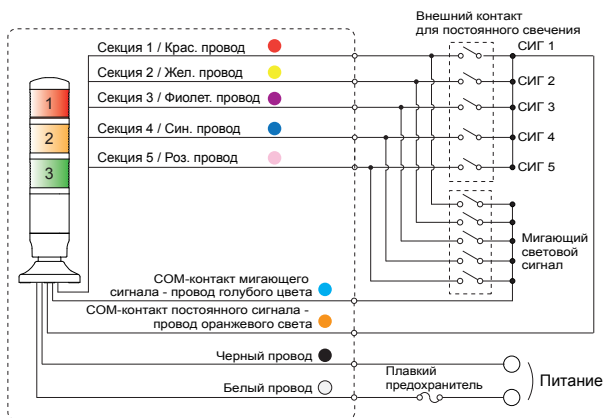 Внешний контакт
для постоянного свечения
Секция 1 / Крас. провод
СИГ 1
Секция 2 / Жел. провод
СИГ 2
Секция 3 / Фиолет. провод
СИГ 3
Секция 4 / Син. провод
СИГ 4
Секция 5 / Роз. провод
СИГ 5
1
2
3
Мигающий
световой
сигнал
COM-контакт мигающего
сигнала - провод голубого цвета
COM-контакт постоянного сигнала -
провод оранжевого света
Черный провод
Белый провод
Плавкий
предохранитель
Питание